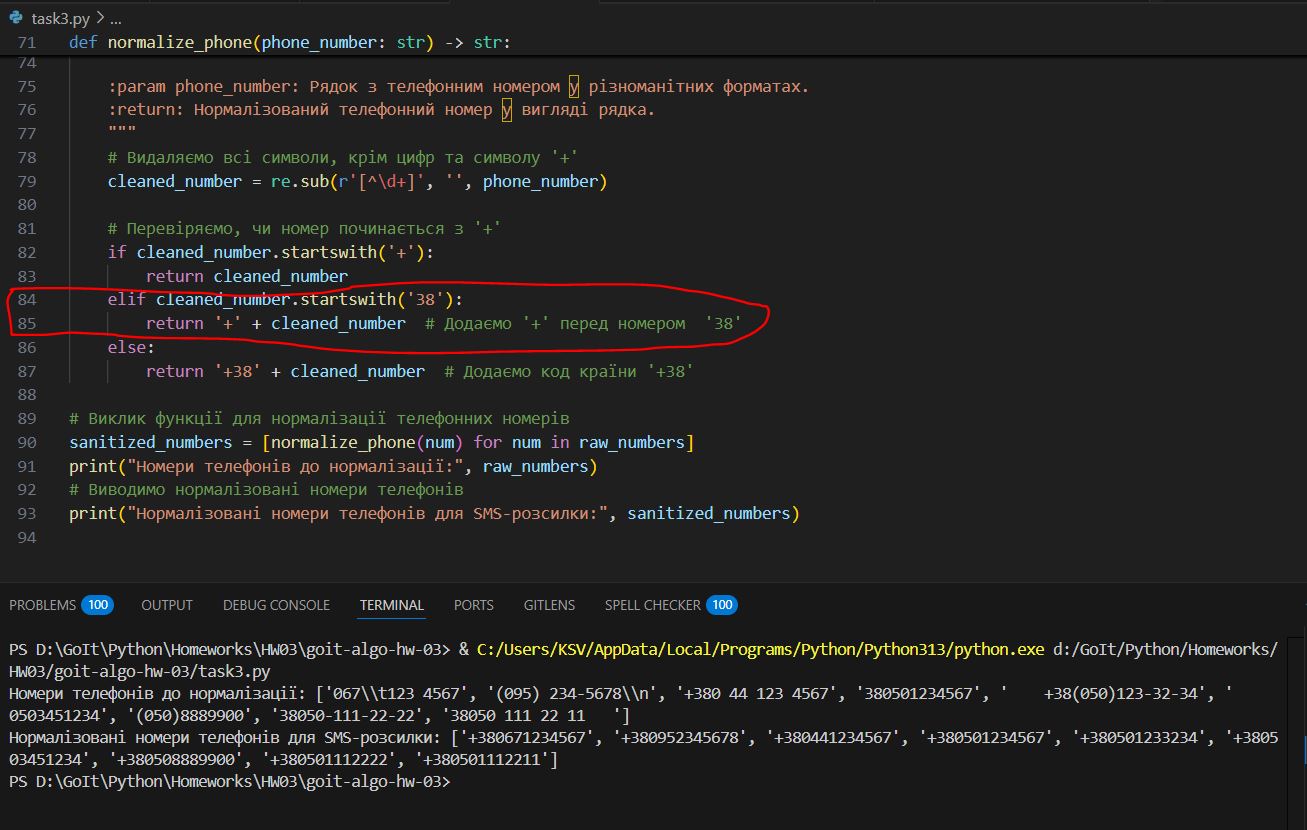 task3.py > ...
71 def normalize_phone(phone_number: str) -> str:
74
75 :param phone_number: Рядок з телефонним номером у різноманітних форматах.
76 :return: Нормалізований телефонний номер у вигляді рядка.
77 """
78 # Видаляємо всі символи, крім цифр та символу '+'
79 cleaned_number = re.sub(r'[^\d+]', '', phone_number)
80
81 # Перевіряємо, чи номер починається з '+'
82 if cleaned_number.startswith('+'):
83 return cleaned_number
84 elif cleaned_number.startswith('38'):
85 return '+' + cleaned_number  # Додаємо '+' перед номером  '38'
86 else:
87 return '+38' + cleaned_number  # Додаємо код країни '+38'
88
89 # Виклик функції для нормалізації телефонних номерів
90 sanitized_numbers = [normalize_phone(num) for num in raw_numbers]
91 print("Номери телефонів до нормалізації:", raw_numbers)
92 # Виводимо нормалізовані номери телефонів
93 print("Нормалізовані номери телефонів для SMS-розсилки:", sanitized_numbers)
94
PROBLEMS 100 OUTPUT DEBUG CONSOLE TERMINAL PORTS GITLENS SPELL CHECKER 100
PS D:\GoIt\Python\Homeworks\HW03\goit-algo-hw-03> & C:/Users/KSV/AppData/Local/Programs/Python/Python313/python.exe d:/GoIt/Python/Homeworks/
HW03/goit-algo-hw-03/task3.py
Номери телефонів до нормалізації: ['067\\t123 4567', '(095) 234-5678\\n', '+380 44 123 4567', '380501234567', '    +38(050)123-32-34', '
0503451234', '(050)8889900', '38050-111-22-22', '38050 111 22 11   ']
Нормалізовані номери телефонів для SMS-розсилки: ['+380671234567', '+380952345678', '+380441234567', '+380501234567', '+380501233234', '+3805
03451234', '+380508889900', '+380501112222', '+380501112211']
PS D:\GoIt\Python\Homeworks\HW03\goit-algo-hw-03>